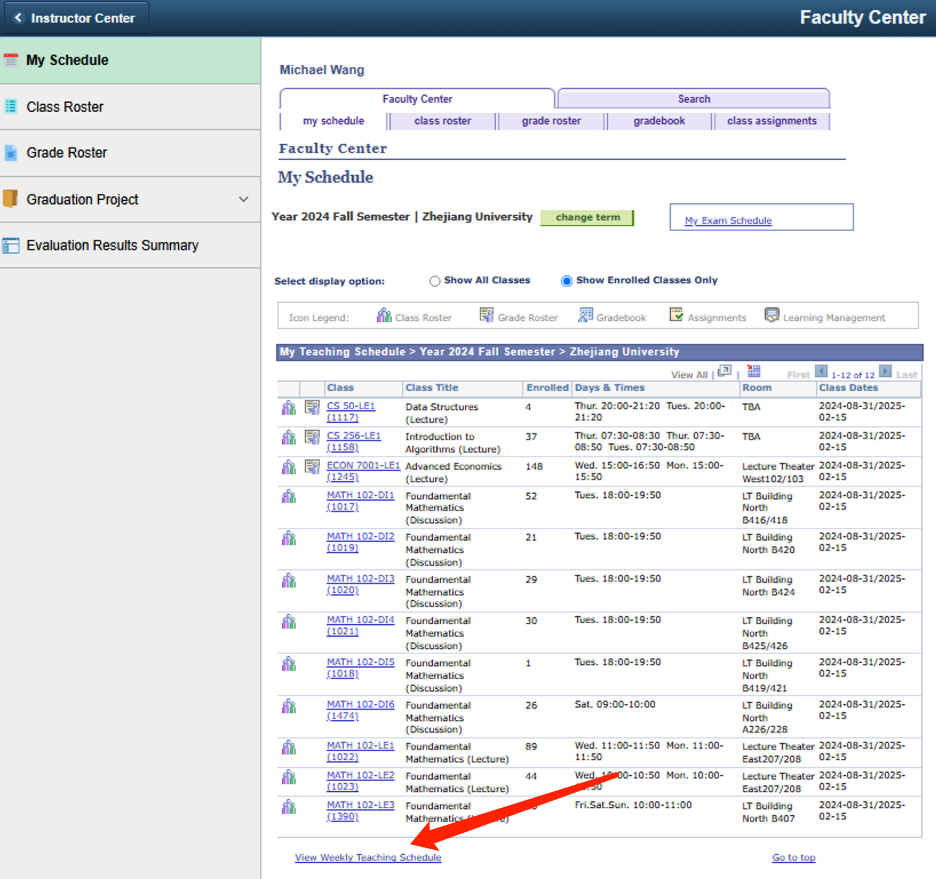 Instructor Center
Faculty Center
My Schedule
Class Roster
Grade Roster
Graduation Project
Evaluation Results Summary
Michael Wang
Faculty Center Search
my schedule class roster grade roster gradebook class assignments
Faculty Center
My Schedule
Year 2024 Fall Semester | Zhejiang University change term My Exam Schedule
Select display option: Show All Classes Show Enrolled Classes Only
Icon Legend: Class Roster Grade Roster Gradebook Assignments Learning Management
My Teaching Schedule > Year 2024 Fall Semester > Zhejiang University
View All | | First 1-12 of 12 Last
Class Class Title Enrolled Days & Times Room Class Dates
CS 50-LE1 Data Structures 4 Thur. 20:00-21:20 Tues. 20:00- TBA 2024-08-31/2025-
(1117) (Lecture) 21:20 02-15
CS 256-LE1 Introduction to 37 Thur. 07:30-08:30 Thur. 07:30- TBA 2024-08-31/2025-
(1158) Algorithms (Lecture) 08:50 Tues. 07:30-08:50 02-15
ECON 7001-LE1 Advanced Economics 148 Wed. 15:00-16:50 Mon. 15:00- Lecture Theater 2024-08-31/2025-
(1245) (Lecture) 15:50 West102/103 02-15
MATH 102-DI1 Foundamental 52 Tues. 18:00-19:50 LT Building 2024-08-31/2025-
(1017) Mathematics North 02-15
(Discussion) B416/418
MATH 102-DI2 Foundamental 21 Tues. 18:00-19:50 LT Building 2024-08-31/2025-
(1019) Mathematics North B420 02-15
(Discussion)
MATH 102-DI3 Foundamental 29 Tues. 18:00-19:50 LT Building 2024-08-31/2025-
(1020) Mathematics North B424 02-15
(Discussion)
MATH 102-DI4 Foundamental 30 Tues. 18:00-19:50 LT Building 2024-08-31/2025-
(1021) Mathematics North 02-15
(Discussion) B425/426
MATH 102-DI5 Foundamental 1 Tues. 18:00-19:50 LT Building 2024-08-31/2025-
(1018) Mathematics North 02-15
(Discussion) B419/421
MATH 102-DI6 Foundamental 26 Sat. 09:00-10:00 LT Building 2024-08-31/2025-
(1474) Mathematics North 02-15
(Discussion) A226/228
MATH 102-LE1 Foundamental 89 Wed. 11:00-11:50 Mon. 11:00- Lecture Theater 2024-08-31/2025-
(1022) Mathematics (Lecture) 11:50 East207/208 02-15
MATH 102-LE2 Foundamental 44 Wed. Mon. 10:00- Lecture Theater 2024-08-31/2025-
(1023) Mathematics (Lecture) East207/208 02-15
MATH 102-LE3 Foundamental Fri.Sat.Sun. 10:00-11:00 LT Building 2024-08-31/2025-
(1390) Mathematics North B407 02-15
View Weekly Teaching Schedule Go to top